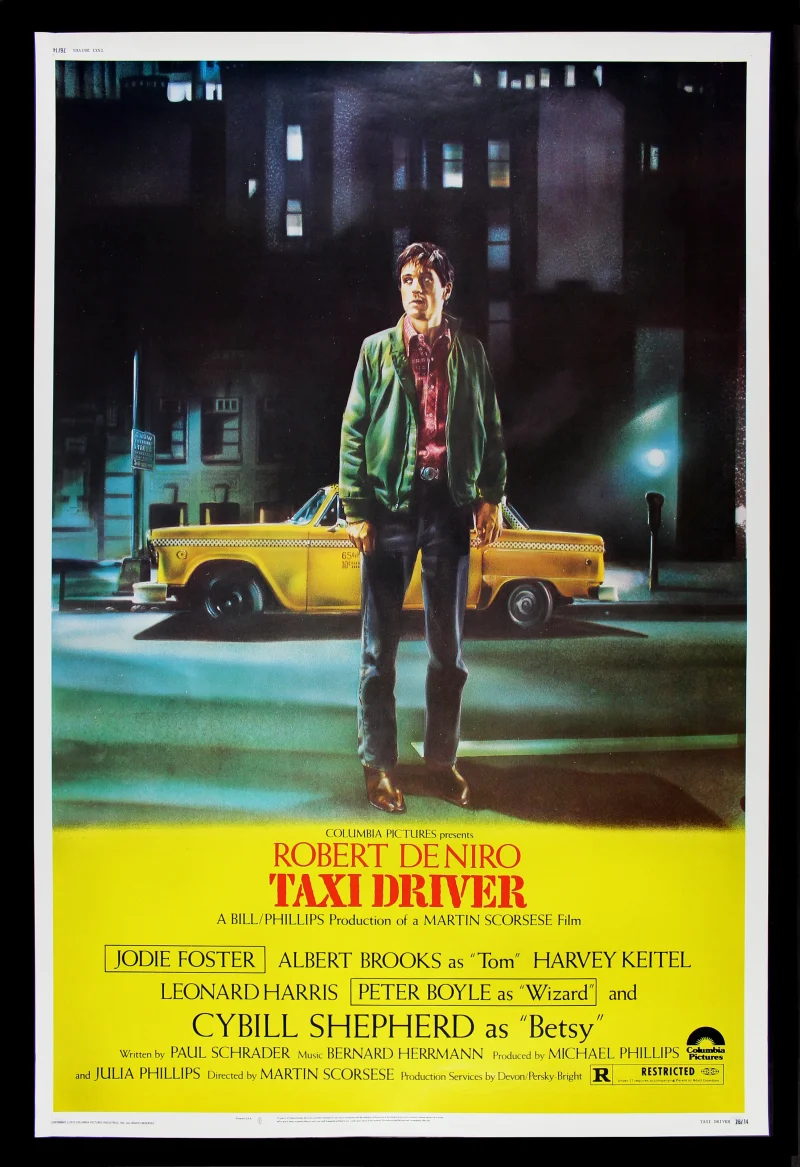 COLUMBIA PICTURES presents
ROBERT DE NIRO
TAXI DRIVER
A BILL/PHILLIPS Production of a MARTIN SCORSESE Film
JODIE FOSTER ALBERT BROOKS as "Tom" HARVEY KEITEL
LEONARD HARRIS PETER BOYLE as "Wizard" and
CYBILL SHEPHERD as "Betsy"
Written by PAUL SCHRADER Music BERNARD HERRMANN Produced by MICHAEL PHILLIPS
Columbia
Pictures
and JULIA PHILLIPS Directed by MARTIN SCORSESE Production Services by Devon/Persky-Bright
R RESTRICTED
TAXI DRIVER